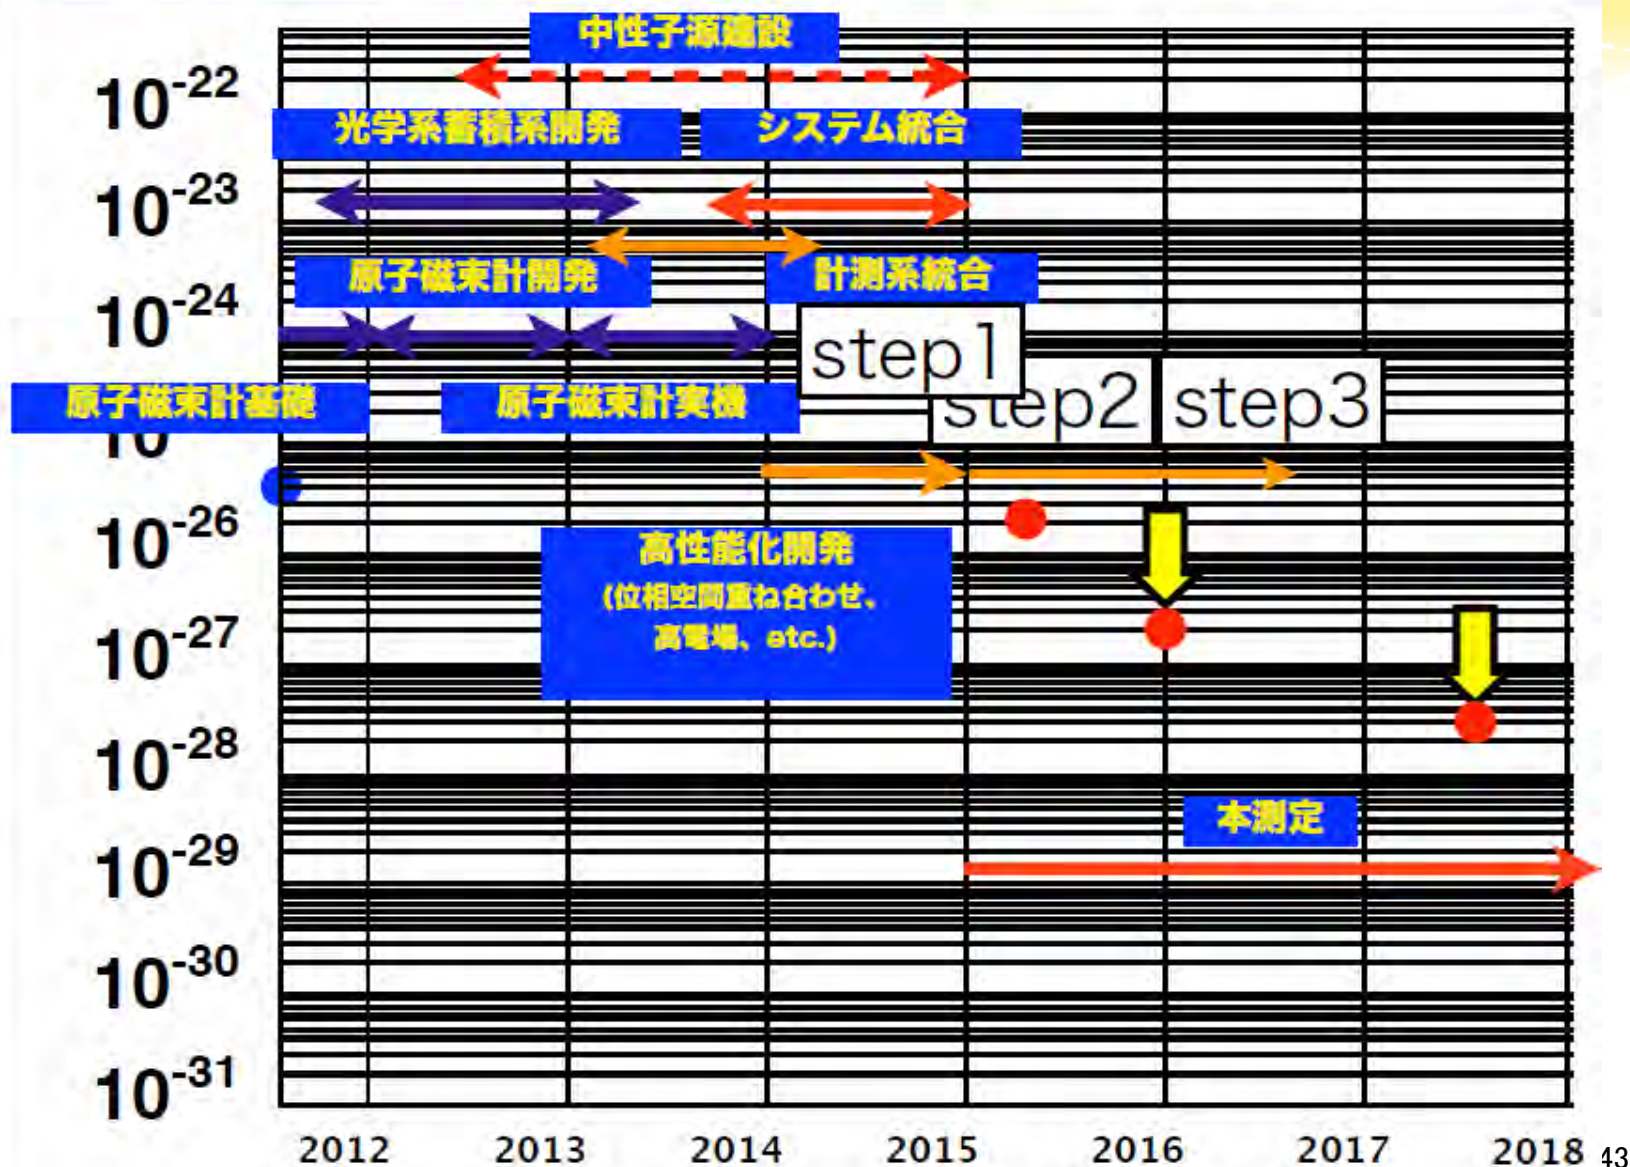 中性子源建設
10-22
光学系蓄積系開発
システム統合
10-23
原子磁束計開発
計測系統合
10-24
step1
原子磁束計基礎
原子磁束計実機
step2
step3
10-26
高性能化開発
(位相空間重ね合わせ、
高電場、etc.)
10-27
10-28
本測定
10-29
10-30
10-31
2012
2013
2014
2015
2016
2017
2018
43